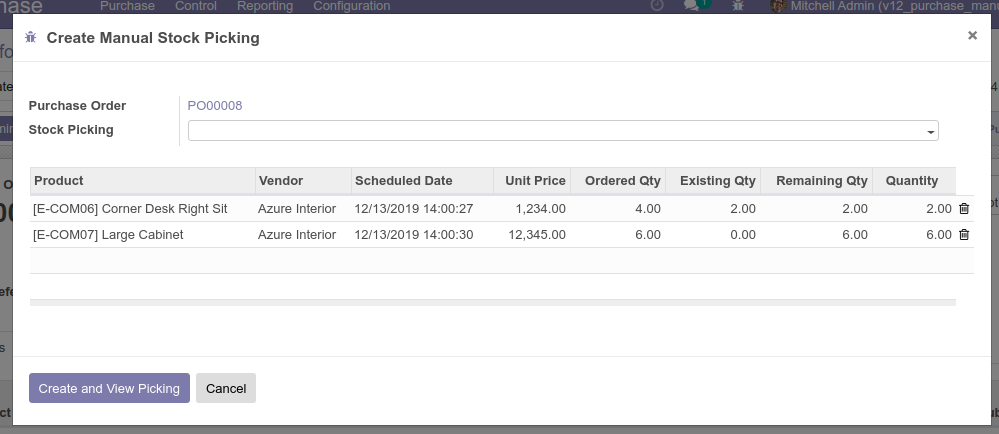 hase Purchase Control Reporting Configuration 1 Mitchell Admin (v12_purchase_man
Create Manual Stock Picking ×
Purchase Order PO00008
Stock Picking
Product Vendor Scheduled Date Unit Price Ordered Qty Existing Qty Remaining Qty Quantity
[E-COM06] Corner Desk Right Sit Azure Interior 12/13/2019 14:00:27 1,234.00 4.00 2.00 2.00 2.00
[E-COM07] Large Cabinet Azure Interior 12/13/2019 14:00:30 12,345.00 6.00 0.00 6.00 6.00
Create and View Picking Cancel